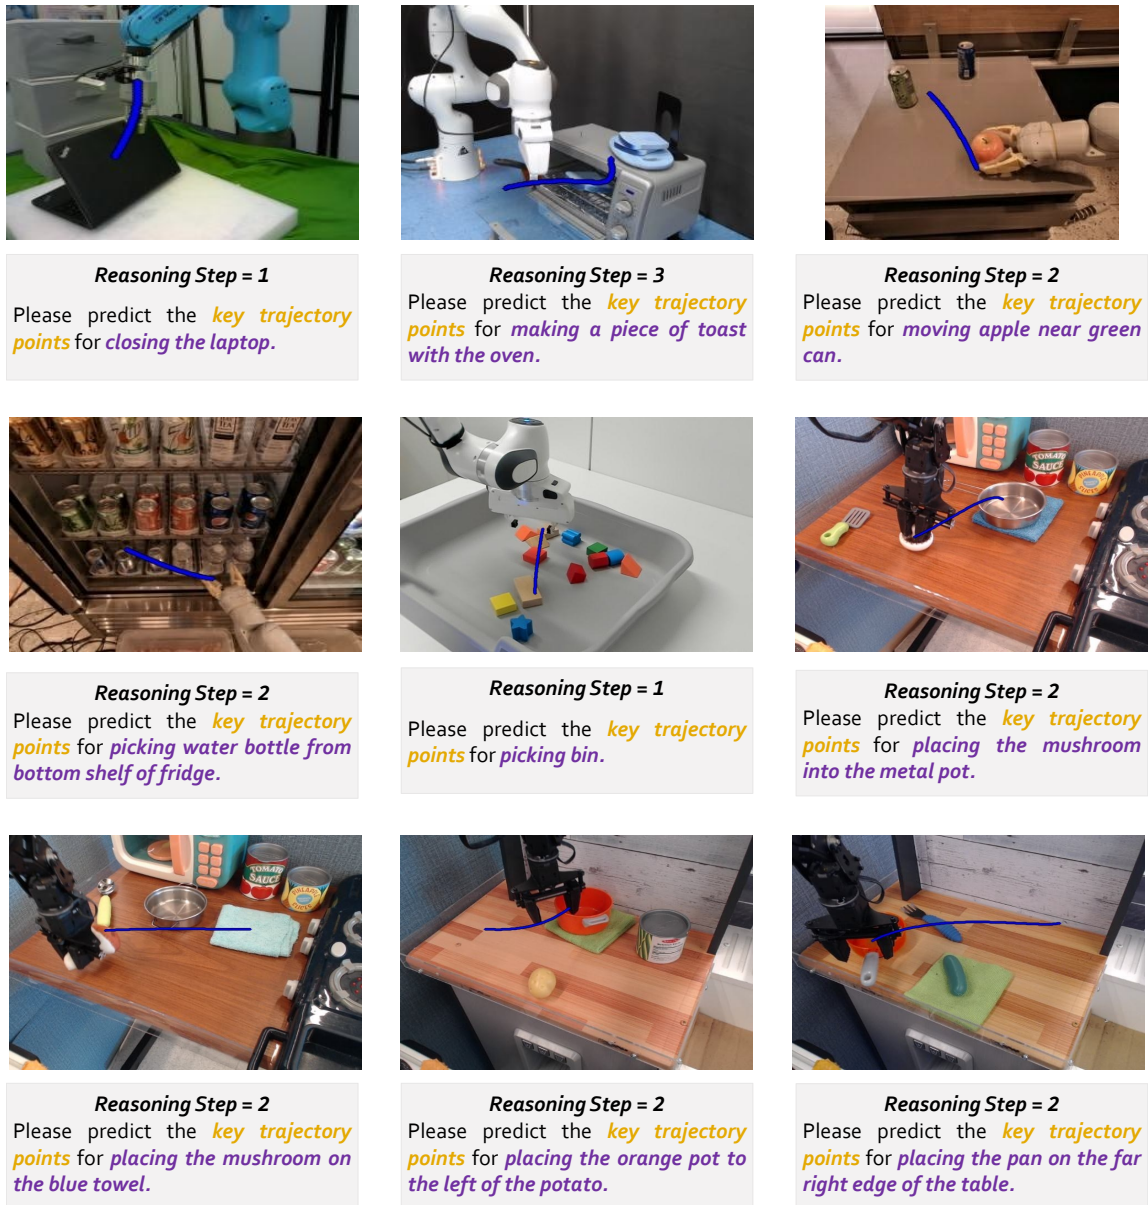 Reasoning Step = 1
Please predict the key trajectory
points for closing the laptop.
Reasoning Step = 3
Please predict the key trajectory
points for making a piece of toast
with the oven.
Reasoning Step = 2
Please predict the key trajectory
points for moving apple near green
can.
TOMATO
SAUCE
Reasoning Step = 2
Please predict the key trajectory
points for picking water bottle from
bottom shelf of fridge.
Reasoning Step = 1
Please predict the key trajectory
points for picking bin.
Reasoning Step = 2
Please predict the key trajectory
points for placing the mushroom
into the metal pot.
TOMATO
SAUCE
Reasoning Step = 2
Please predict the key trajectory
points for placing the mushroom on
the blue towel.
Reasoning Step = 2
Please predict the key trajectory
points for placing the orange pot to
the left of the potato.
Reasoning Step = 2
Please predict the key trajectory
points for placing the pan on the far
right edge of the table.